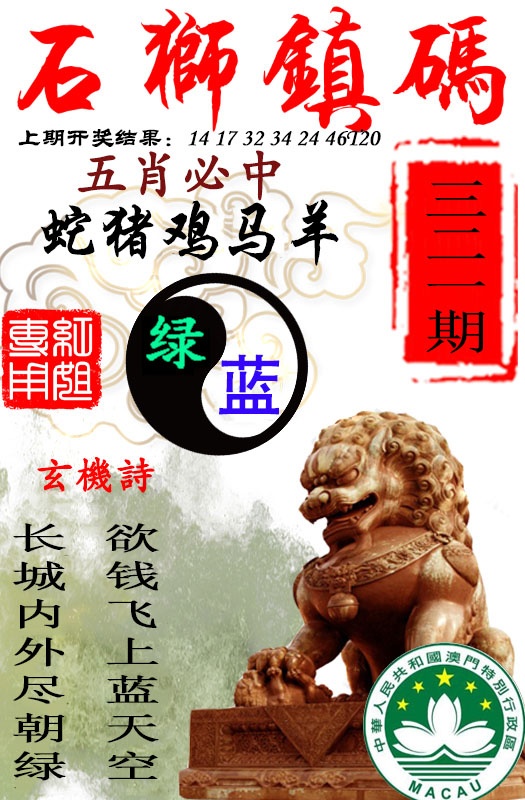 石獅鎮碼
上期开奖结果：14 17 32 34 24 46T20
五肖必中
蛇猪鸡马羊
三二一期
绿
蓝
紅姐
專用
玄機詩
欲钱飞上蓝天空
长城内外尽朝绿
中華人民共和國澳門特別行政區
MACAU